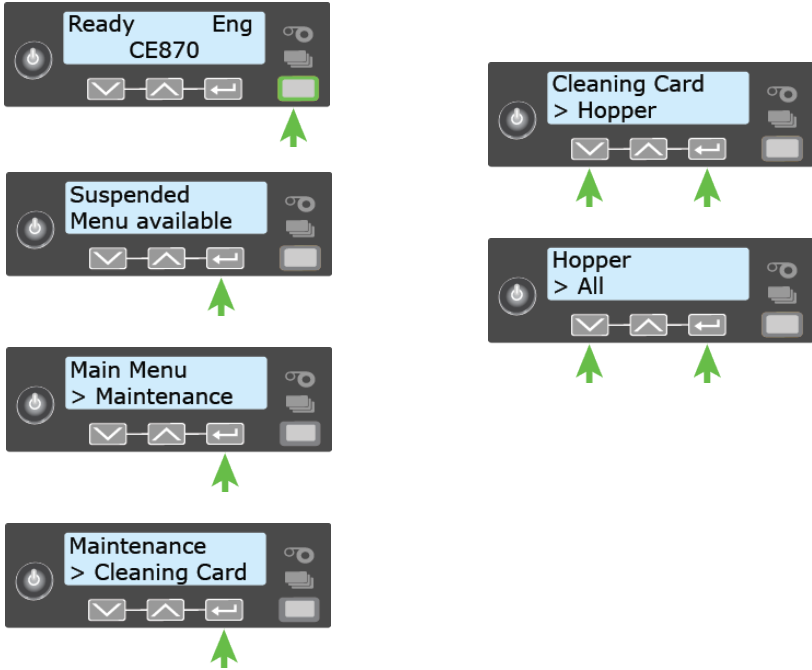 Ready Eng
CE870
Suspended
Menu available
Main Menu
> Maintenance
Maintenance
> Cleaning Card
Cleaning Card
> Hopper
Hopper
> All